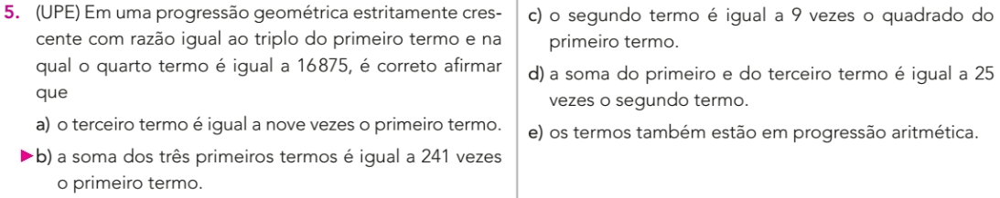 5. (UPE) Em uma progressão geométrica estritamente cres-
cente com razão igual ao triplo do primeiro termo e na
qual o quarto termo é igual a 16875, é correto afirmar
que
a) o terceiro termo é igual a nove vezes o primeiro termo.
▶b) a soma dos três primeiros termos é igual a 241 vezes
o primeiro termo.
c) o segundo termo é igual a 9 vezes o quadrado do
primeiro termo.
d) a soma do primeiro e do terceiro termo é igual a 25
vezes o segundo termo.
e) os termos também estão em progressão aritmética.